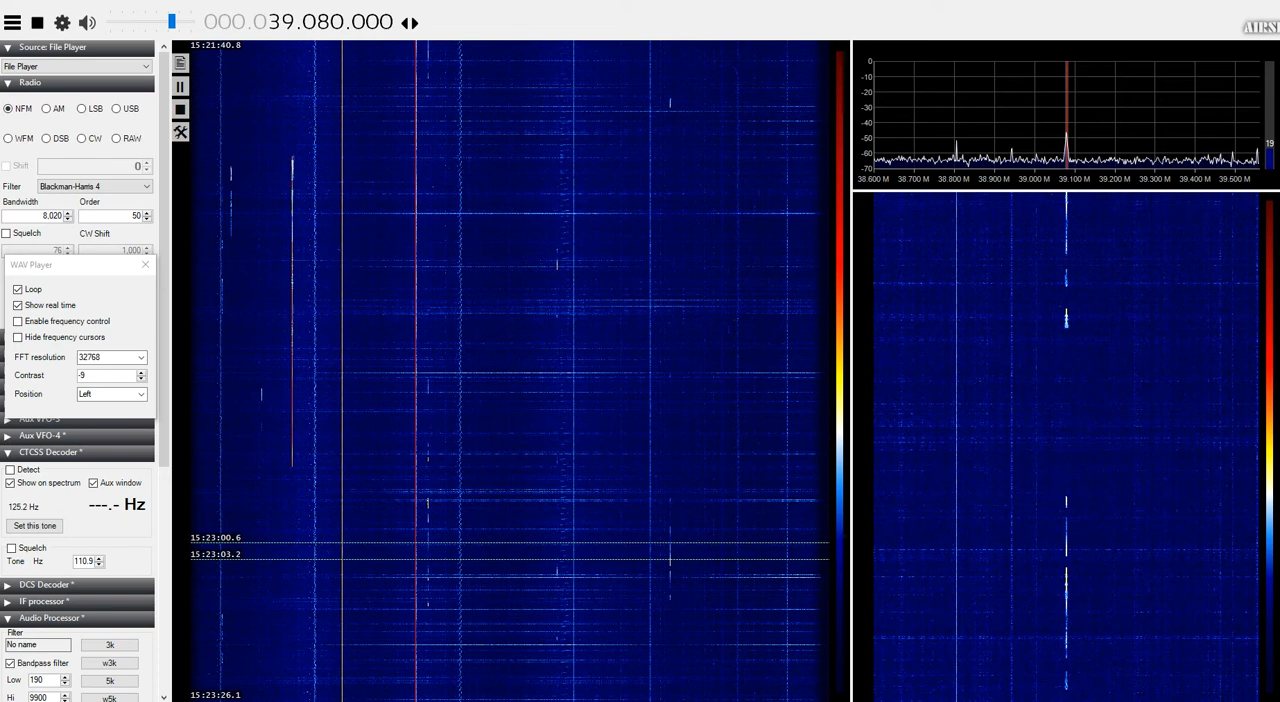 000.039.080.000
Source: File Player
File Player
Radio
NFM AM LSB USB
WFM DSB CW RAW
Shift 0
Filter Blackman-Harris 4
Bandwidth Order
8,020 50
Squelch CW Shift
76 1,000
WAV Player
Loop
Show real time
Enable frequency control
Hide frequency cursors
FFT resolution 32768
Contrast -9
Position Left
Aux VFO-3
Aux VFO-4 *
CTCSS Decoder *
Detect
Show on spectrum Aux window
125.2 Hz ---.- Hz
Set this tone
Squelch
Tone Hz 110.9
DCS Decoder *
IF processor *
Audio Processor *
Filter
No name 3k
Bandpass filter w3k
Low 190 5k
Hi 9900 w5k
15:21:40.8
15:23:00.6
15:23:03.2
15:23:26.1
0
-10
-20
-30
-40
-50
-60
-70
38.600 M 38.700 M 38.800 M 38.900 M 39.000 M 39.100 M 39.200 M 39.300 M 39.400 M 39.500 M
19